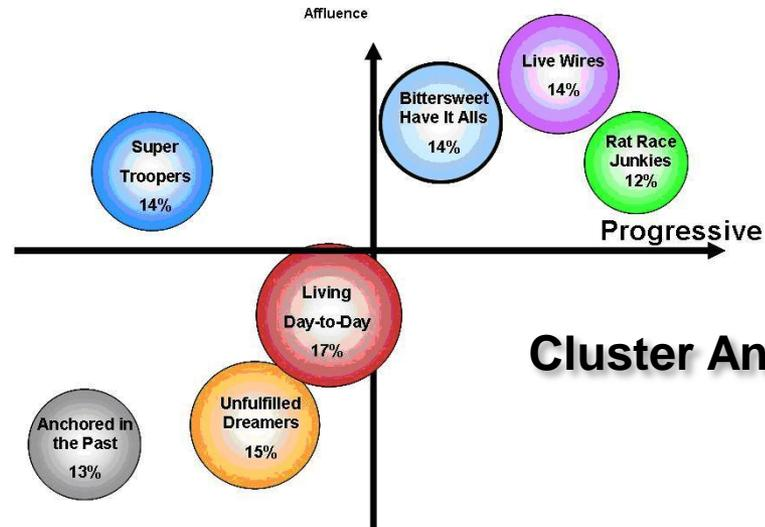 Affluence
Live Wires
14%
Bittersweet
Have It Alls
14%
Rat Race
Junkies
12%
Super
Troopers
14%
Progressive
Living
Day-to-Day
17%
Cluster An
Unfulfilled
Dreamers
15%
Anchored in
the Past
13%